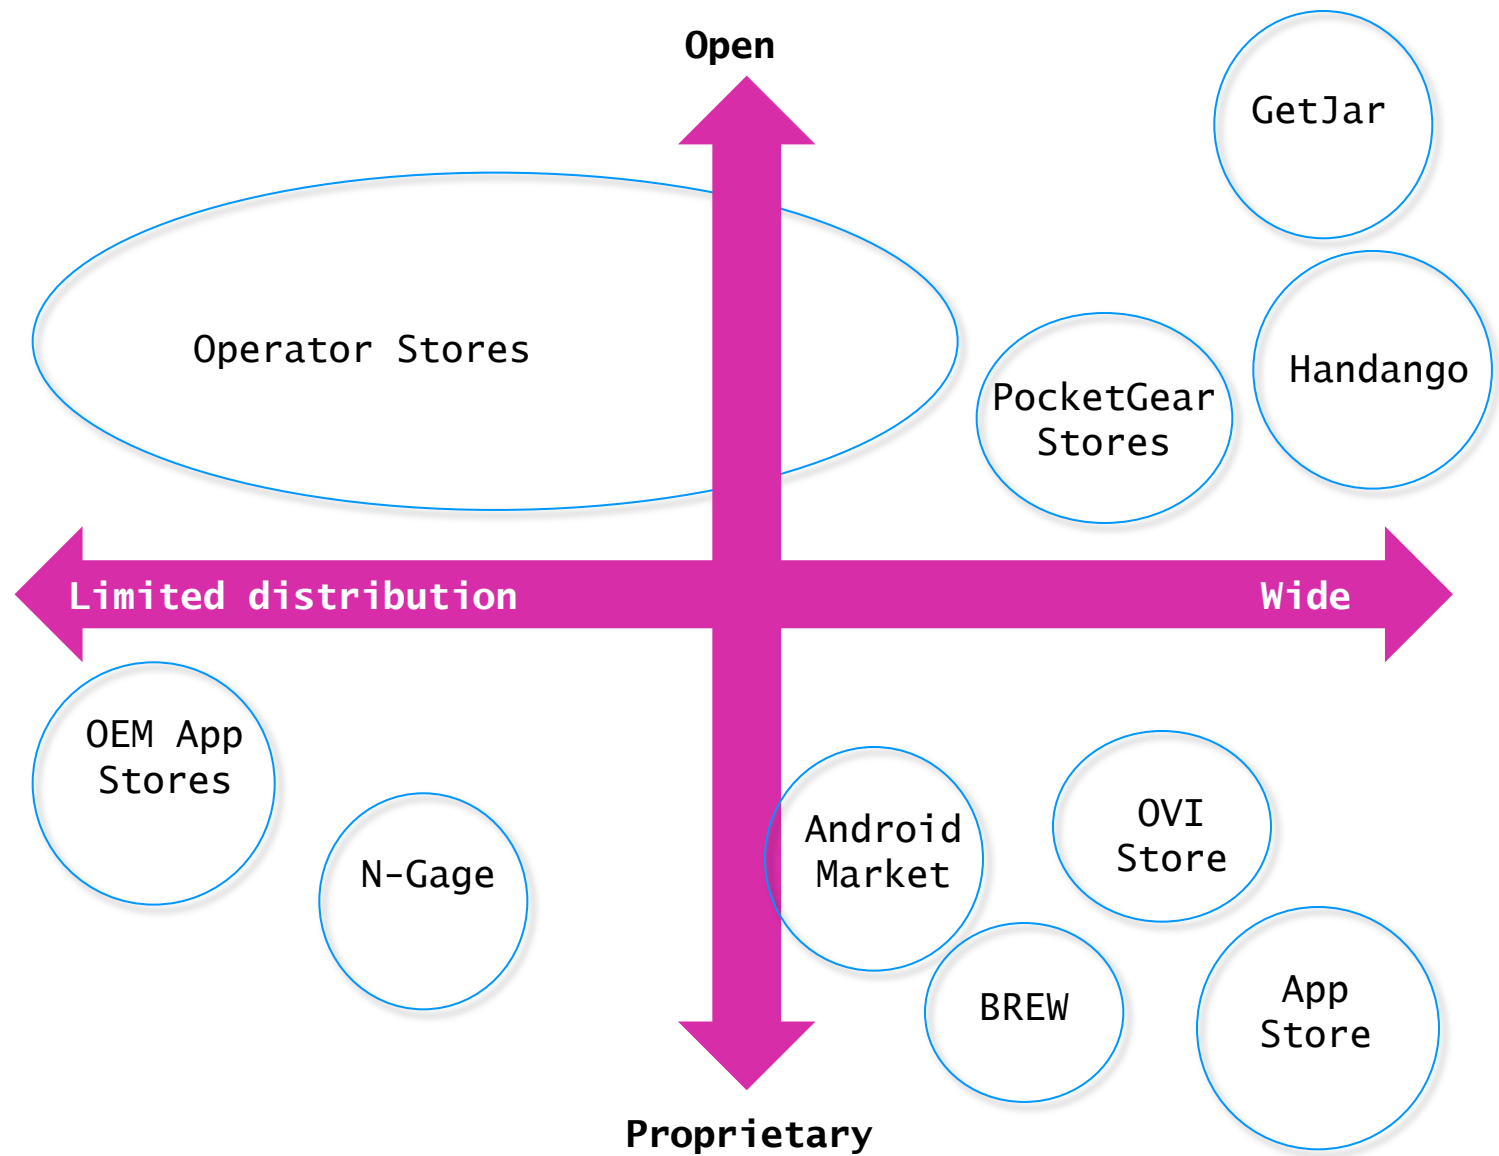 Open
GetJar
Operator Stores
Handango
PocketGear
Stores
Limited distribution
Wide
OEM App
Stores
N-Gage
Android
Market
OVI
Store
BREW
App
Store
Proprietary